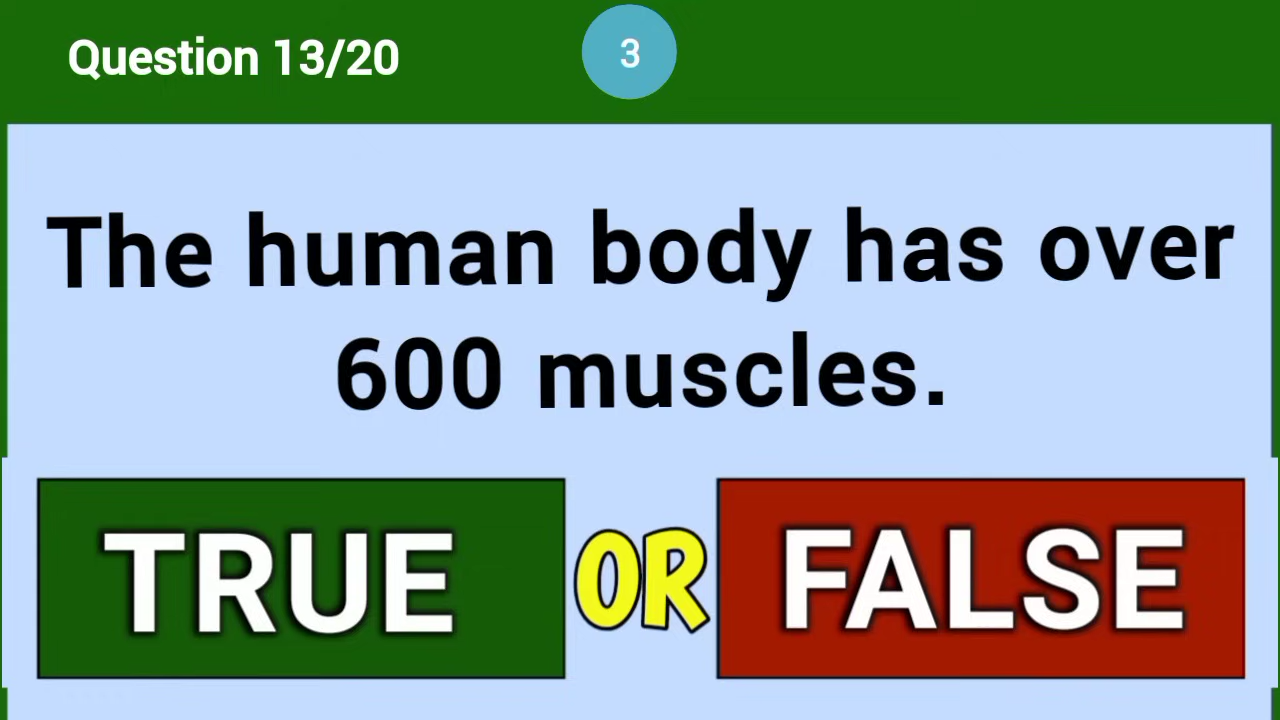 Question 13/20
3
The human body has over
600 muscles.
TRUE OR FALSE